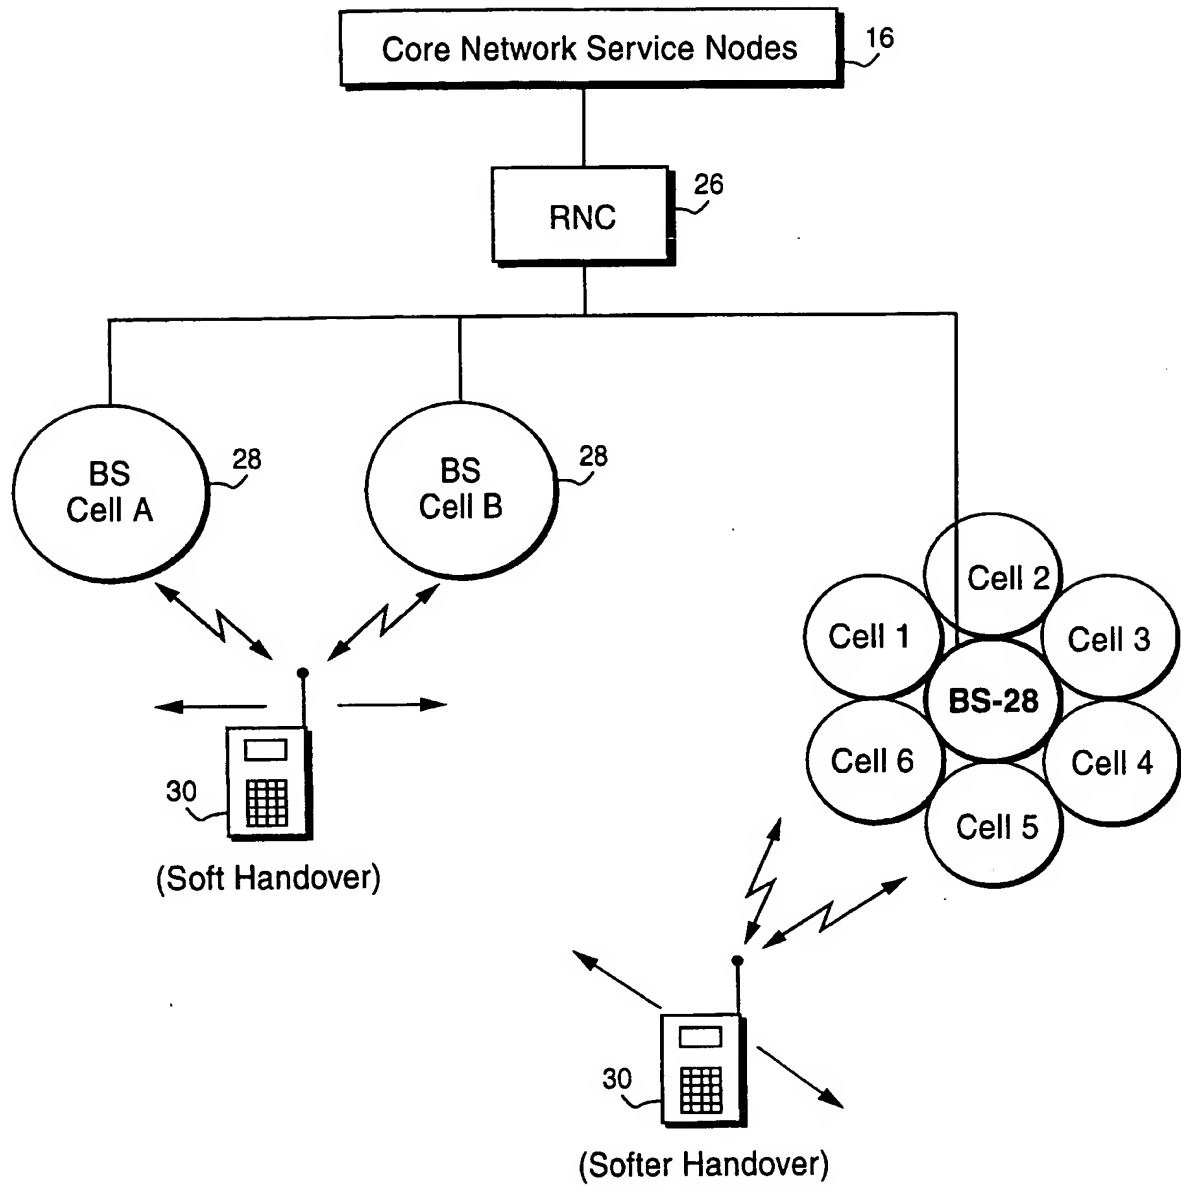 Core Network Service Nodes
16
RNC
26
BS
Cell A
28
BS
Cell B
28
Cell 2
Cell 1
Cell 3
BS-28
Cell 6
Cell 4
Cell 5
30
(Soft Handover)
30
(Softer Handover)